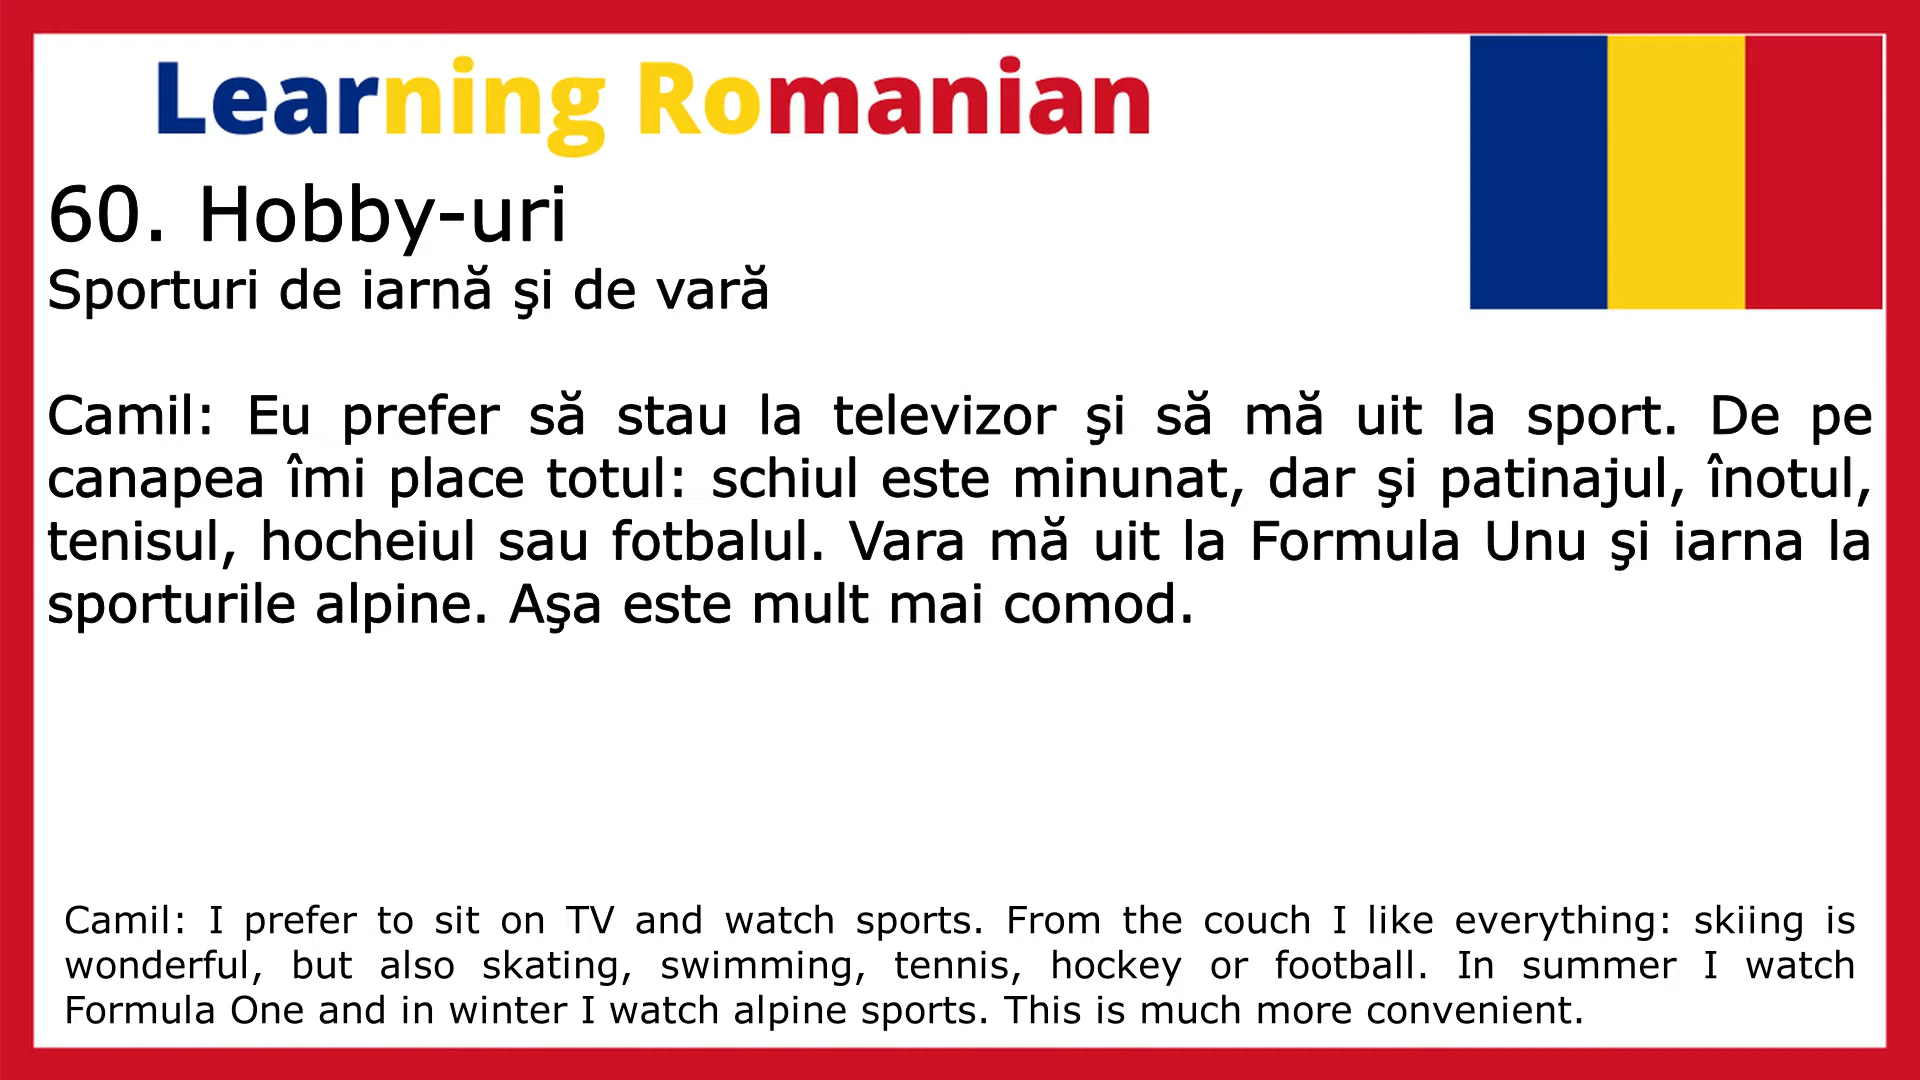 Learning Romanian
60. Hobby-uri
Sporturi de iarnă şi de vară
Camil: Eu prefer să stau la televizor şi să mă uit la sport. De pe
canapea îmi place totul: schiul este minunat, dar şi patinajul, înotul,
tenisul, hocheiul sau fotbalul. Vara mă uit la Formula Unu şi iarna la
sporturile alpine. Aşa este mult mai comod.
Camil: I prefer to sit on TV and watch sports. From the couch I like everything: skiing is
wonderful, but also skating, swimming, tennis, hockey or football. In summer I watch
Formula One and in winter I watch alpine sports. This is much more convenient.